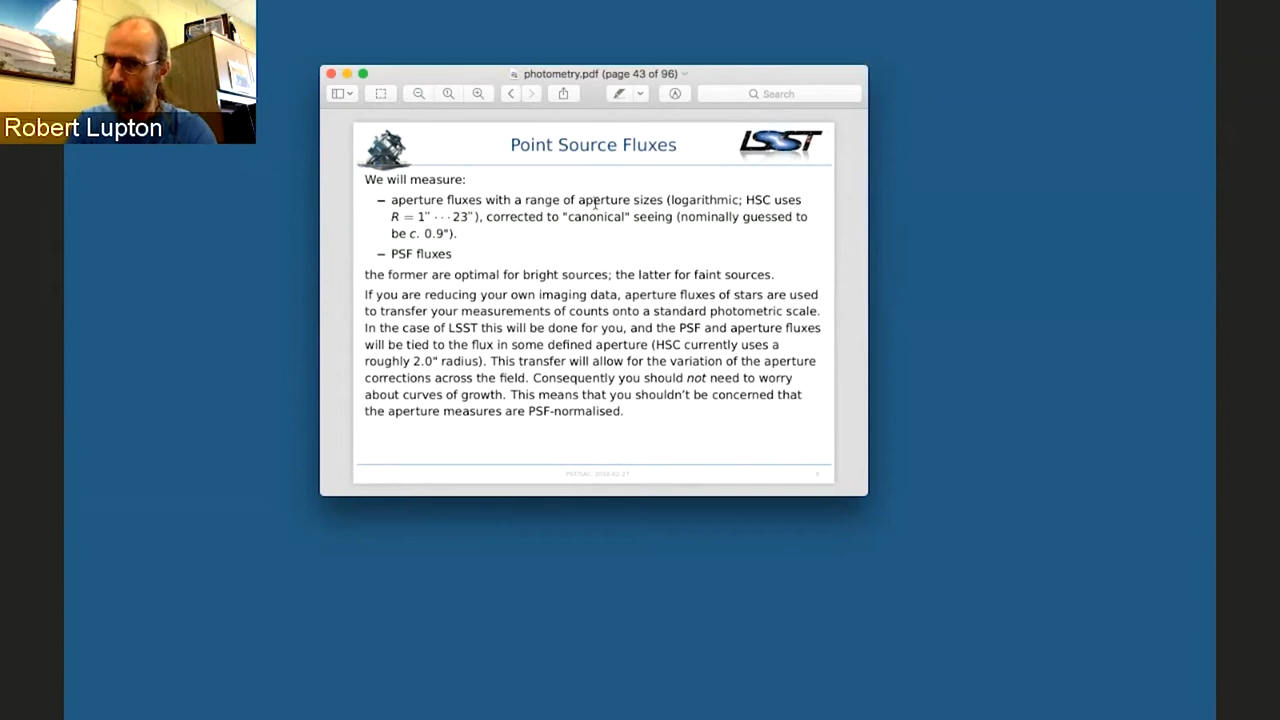 Robert Lupton
photometry.pdf (page 43 of 96)
Search
Point Source Fluxes
LSST
We will measure:
– aperture fluxes with a range of aperture sizes (logarithmic; HSC uses
R = 1" ··· 23"), corrected to "canonical" seeing (nominally guessed to
be c. 0.9").
– PSF fluxes
the former are optimal for bright sources; the latter for faint sources.
If you are reducing your own imaging data, aperture fluxes of stars are used
to transfer your measurements of counts onto a standard photometric scale.
In the case of LSST this will be done for you, and the PSF and aperture fluxes
will be tied to the flux in some defined aperture (HSC currently uses a
roughly 2.0" radius). This transfer will allow for the variation of the aperture
corrections across the field. Consequently you should not need to worry
about curves of growth. This means that you shouldn't be concerned that
the aperture measures are PSF-normalised.